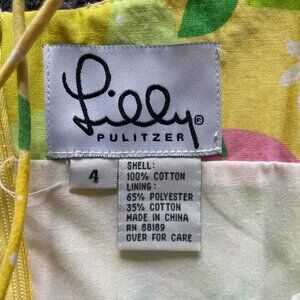 Lilly®
PULITZER
4
SHELL:
100% COTTON
LINING:
65% POLYESTER
35% COTTON
MADE IN CHINA
RN 88189
OVER FOR CARE